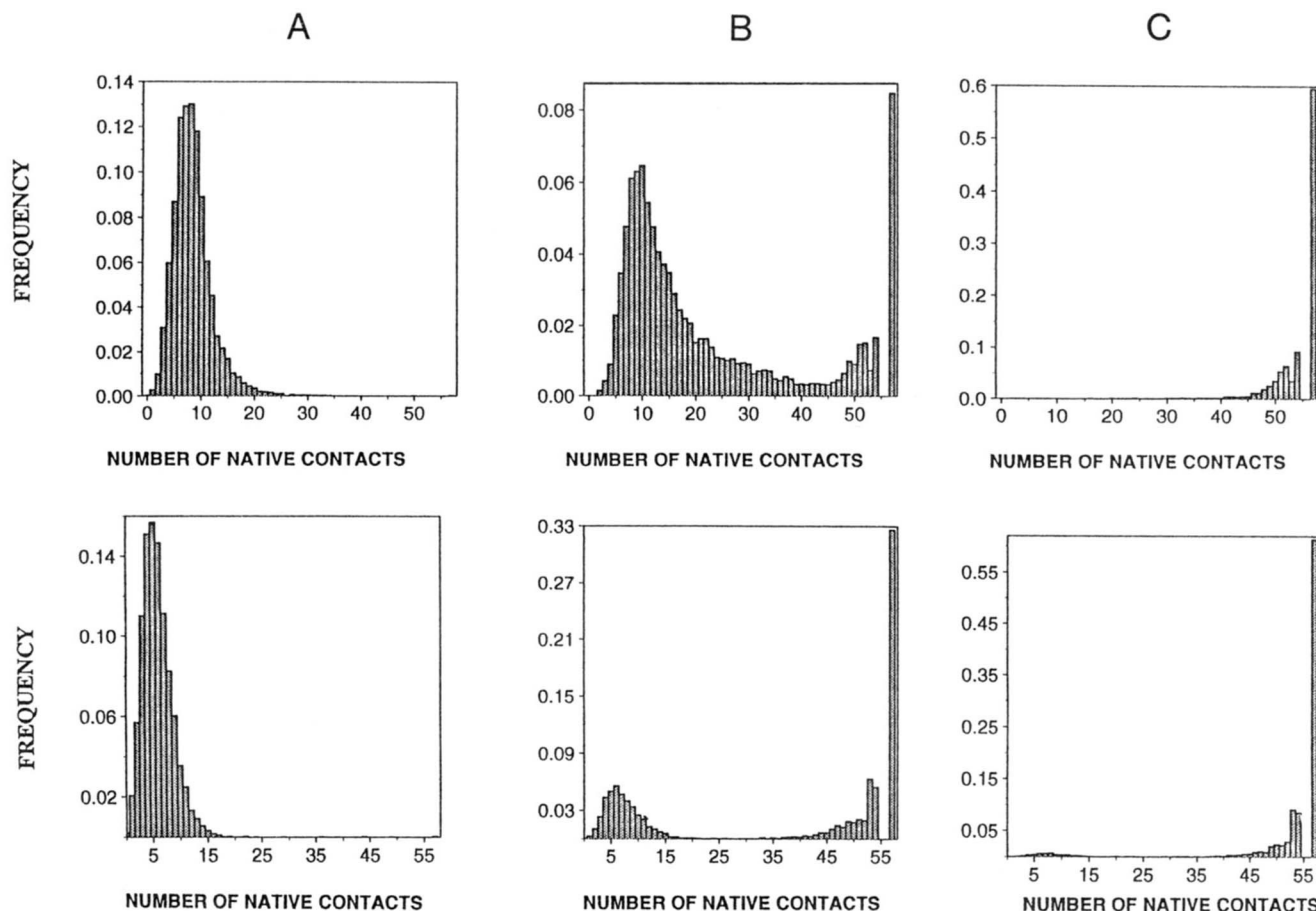 A
B
C
FREQUENCY
0.14
0.12
0.10
0.08
0.06
0.04
0.02
0.00
0 10 20 30 40 50
NUMBER OF NATIVE CONTACTS
0.08
0.06
0.04
0.02
0.00
0 10 20 30 40 50
NUMBER OF NATIVE CONTACTS
0.6
0.5
0.4
0.3
0.2
0.1
0.0
0 10 20 30 40 50
NUMBER OF NATIVE CONTACTS
FREQUENCY
0.14
0.10
0.06
0.02
5 15 25 35 45 55
NUMBER OF NATIVE CONTACTS
0.33
0.27
0.21
0.15
0.09
0.03
5 15 25 35 45 55
NUMBER OF NATIVE CONTACTS
0.55
0.45
0.35
0.25
0.15
0.05
5 15 25 35 45 55
NUMBER OF NATIVE CONTACTS